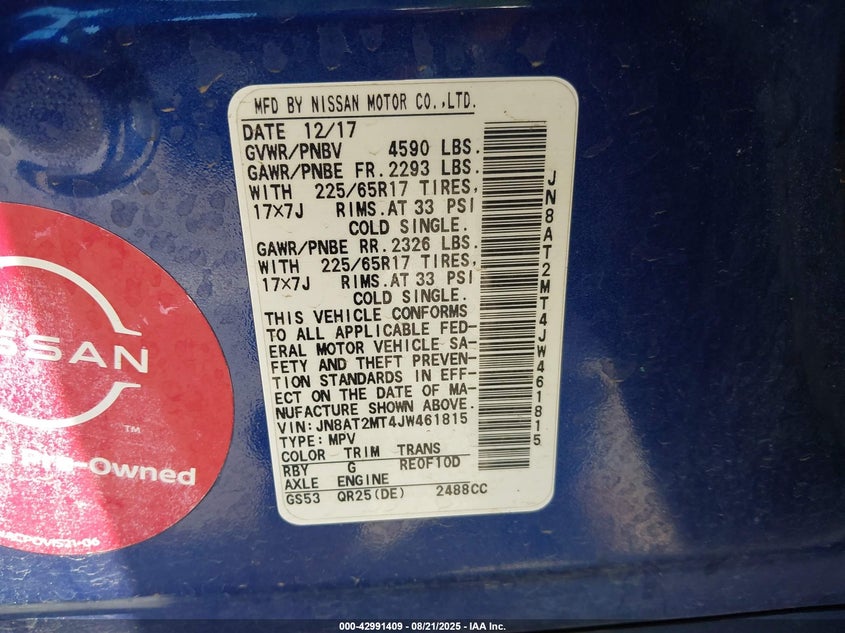 MFD BY NISSAN MOTOR CO.,LTD.
DATE 12/17
GVWR/PNBV 4590 LBS.
GAWR/PNBE FR. 2293 LBS.
WITH 225/65R17 TIRES,
17×7J RIMS. AT 33 PSI
COLD SINGLE.
GAWR/PNBE RR. 2326 LBS.
WITH 225/65R17 TIRES,
17×7J RIMS. AT 33 PSI
COLD SINGLE.
THIS VEHICLE CONFORMS
TO ALL APPLICABLE FED-
ERAL MOTOR VEHICLE SA-
FETY AND THEFT PREVEN-
TION STANDARDS IN EFF-
ECT ON THE DATE OF MA-
NUFACTURE SHOWN ABOVE.
VIN: JN8AT2MT4JW461815
TYPE: MPV
COLOR TRIM TRANS
RBY G RE0F10D
AXLE ENGINE
GS53 QR25(DE) 2488CC
JN8AT2MT4JW461815
SSAN
™
Pre-Owned
000-42991409 - 08/21/2025 - IAA Inc.